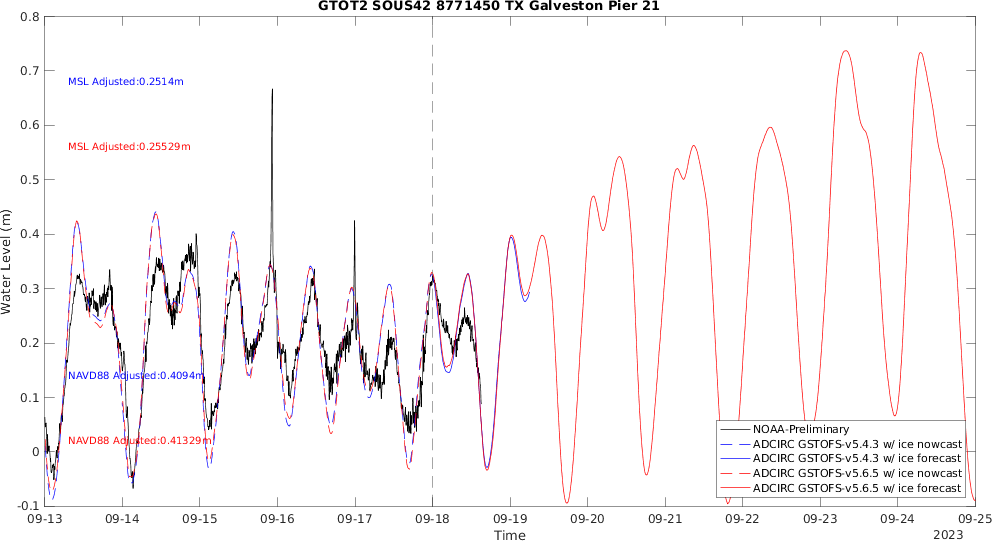 GTOT2 SOUS42 8771450 TX Galveston Pier 21
Water Level (m)
0.8
0.7
0.6
0.5
0.4
0.3
0.2
0.1
0
-0.1
MSL Adjusted:0.2514m
MSL Adjusted:0.25529m
NAVD88 Adjusted:0.4094m
NAVD88 Adjusted:0.41329m
NOAA-Preliminary
ADCIRC GSTOFS-v5.4.3 w/ ice nowcast
ADCIRC GSTOFS-v5.4.3 w/ ice forecast
ADCIRC GSTOFS-v5.6.5 w/ ice nowcast
ADCIRC GSTOFS-v5.6.5 w/ ice forecast
09-13 09-14 09-15 09-16 09-17 09-18 09-19 09-20 09-21 09-22 09-23 09-24 09-25
Time
2023